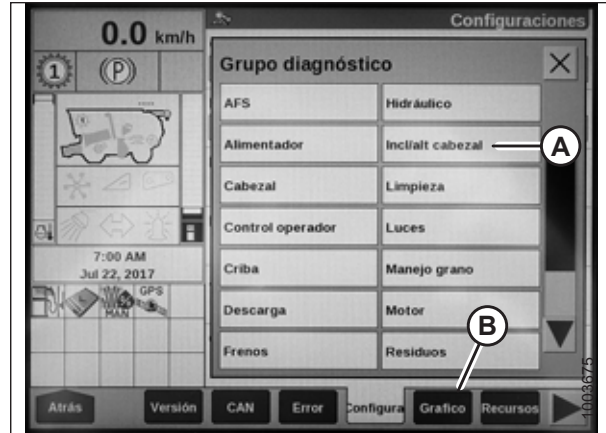 0.0 km/h
Configuraciones
1
(P)
Grupo diagnóstico
AFS
Hidráulico
Alimentador
Incl/alt cabezal
A
Cabezal
Limpieza
Control operador
Luces
7:00 AM
Jul 22, 2017
Criba
Manejo grano
GPS
MAN
Descarga
Motor
B
Frenos
Residuos
Atrás
Versión
CAN
Error
Configura
Grafico
Recursos
1003675